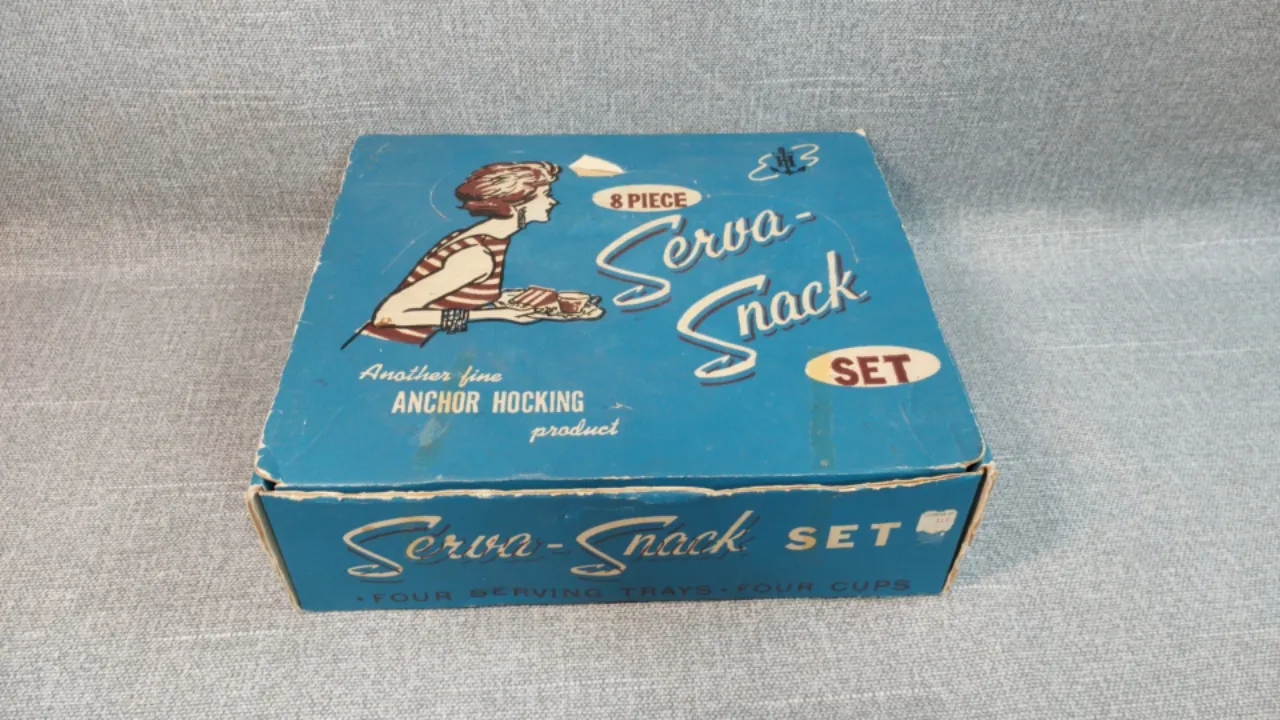 8 PIECE
Serva-
Snack
SET
Another fine
ANCHOR HOCKING
product
Serva-Snack SET
• FOUR SERVING TRAYS • FOUR CUPS